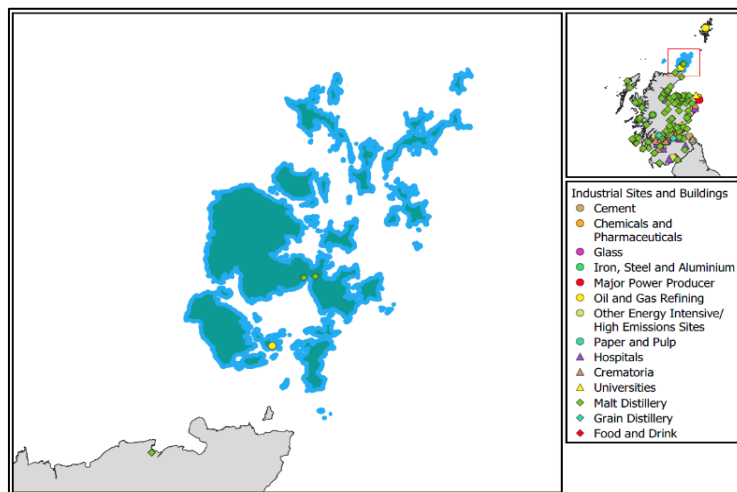 Industrial Sites and Buildings
Cement
Chemicals and
Pharmaceuticals
Glass
Iron, Steel and Aluminium
Major Power Producer
Oil and Gas Refining
Other Energy Intensive/
High Emissions Sites
Paper and Pulp
Hospitals
Crematoria
Universities
Malt Distillery
Grain Distillery
Food and Drink